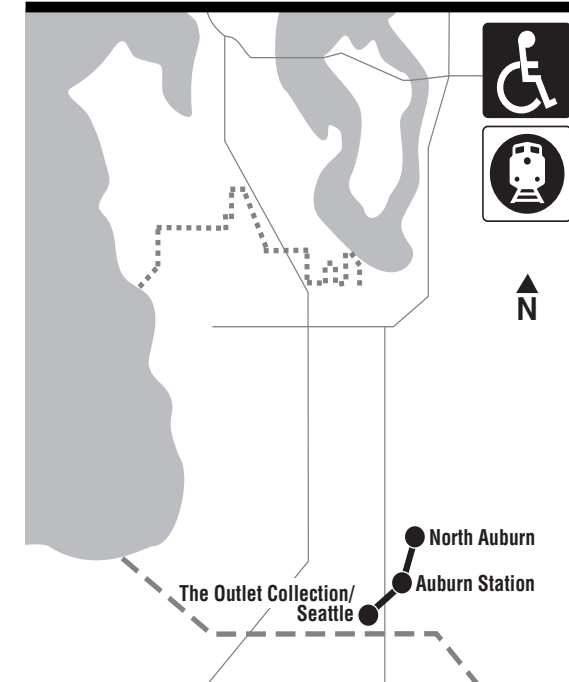 N
North Auburn
Auburn Station
The Outlet Collection/
Seattle